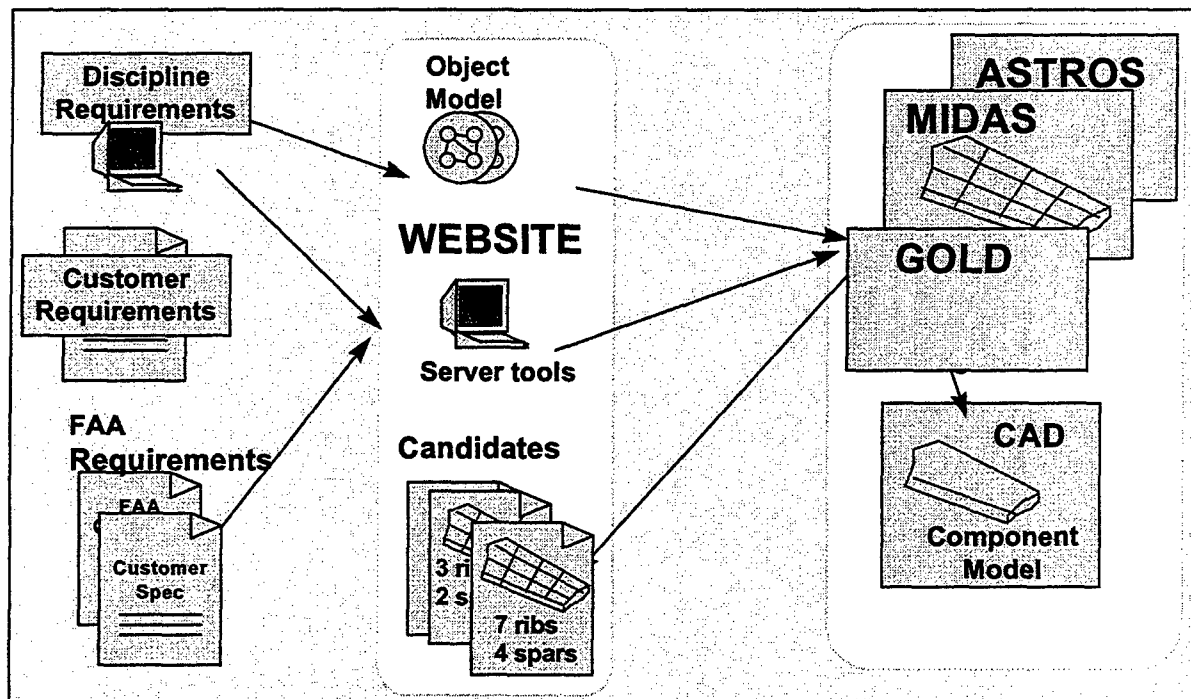 Discipline
Requirements
Customer
Requirements
FAA
Requirements
FAA
Customer
Spec
Object
Model
WEBSITE
Server tools
Candidates
3 ri
2 s
7 ribs
4 spars
ASTROS
MIDAS
GOLD
CAD
Component
Model